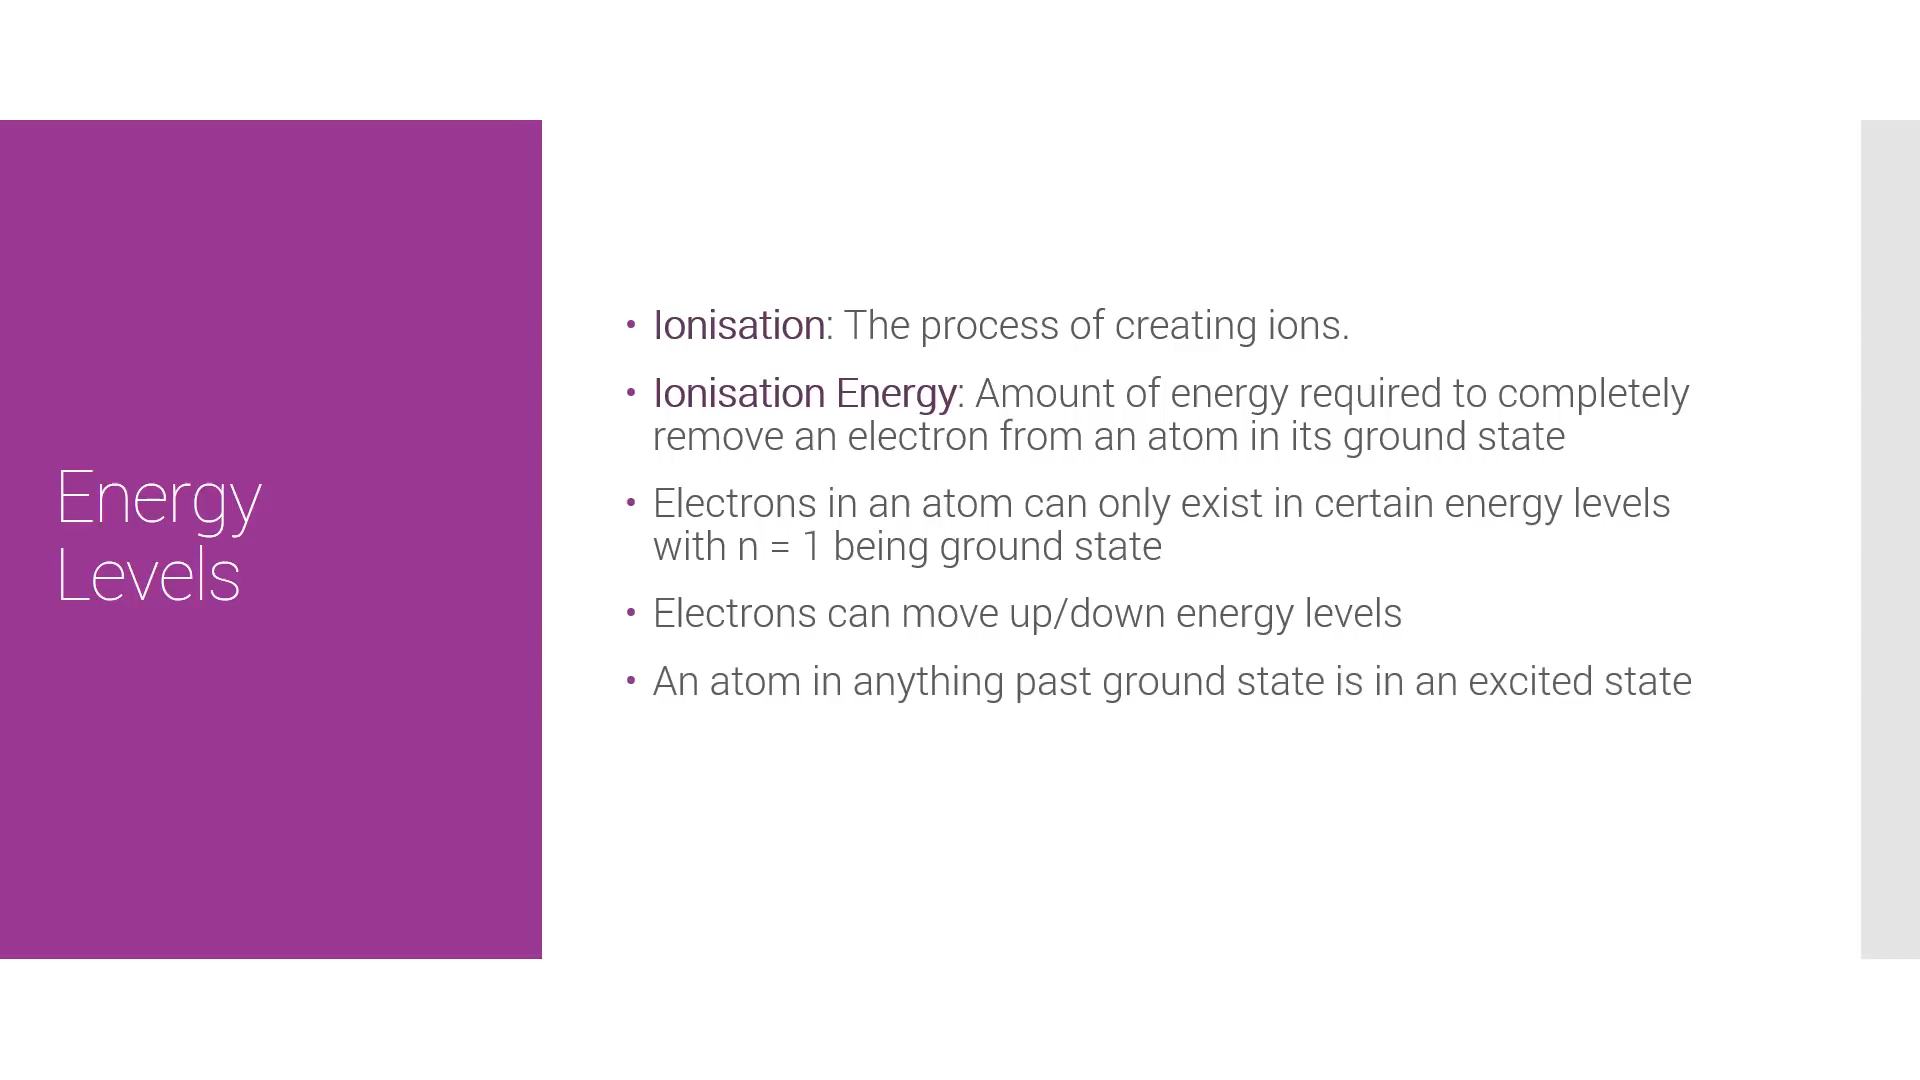 Energy
Levels
• Ionisation: The process of creating ions.
• Ionisation Energy: Amount of energy required to completely
remove an electron from an atom in its ground state
• Electrons in an atom can only exist in certain energy levels
with n = 1 being ground state
• Electrons can move up/down energy levels
• An atom in anything past ground state is in an excited state